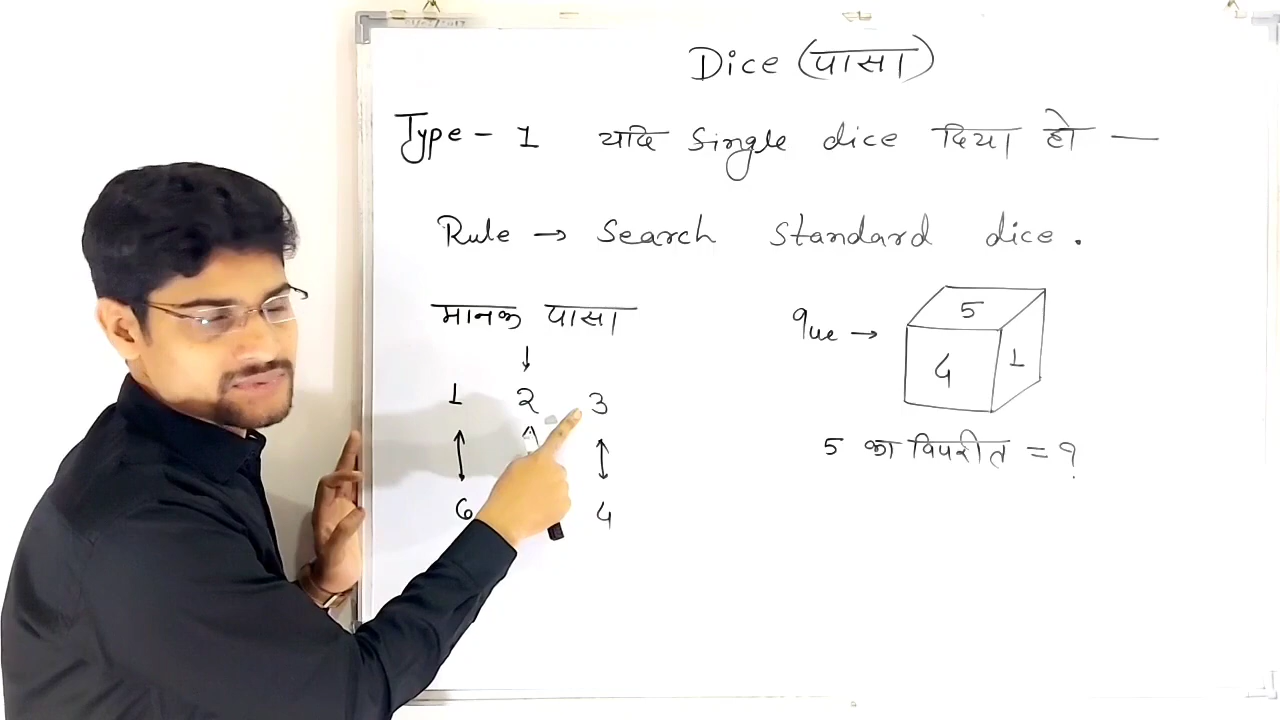 Dice (पासा)
Type - 1 यदि Single dice दिया हो —
Rule → Search Standard dice.
मानक पासा
↓
1 2 3
↕ ↕
6 4
que → 5 4 1
5 का विपरीत = ?